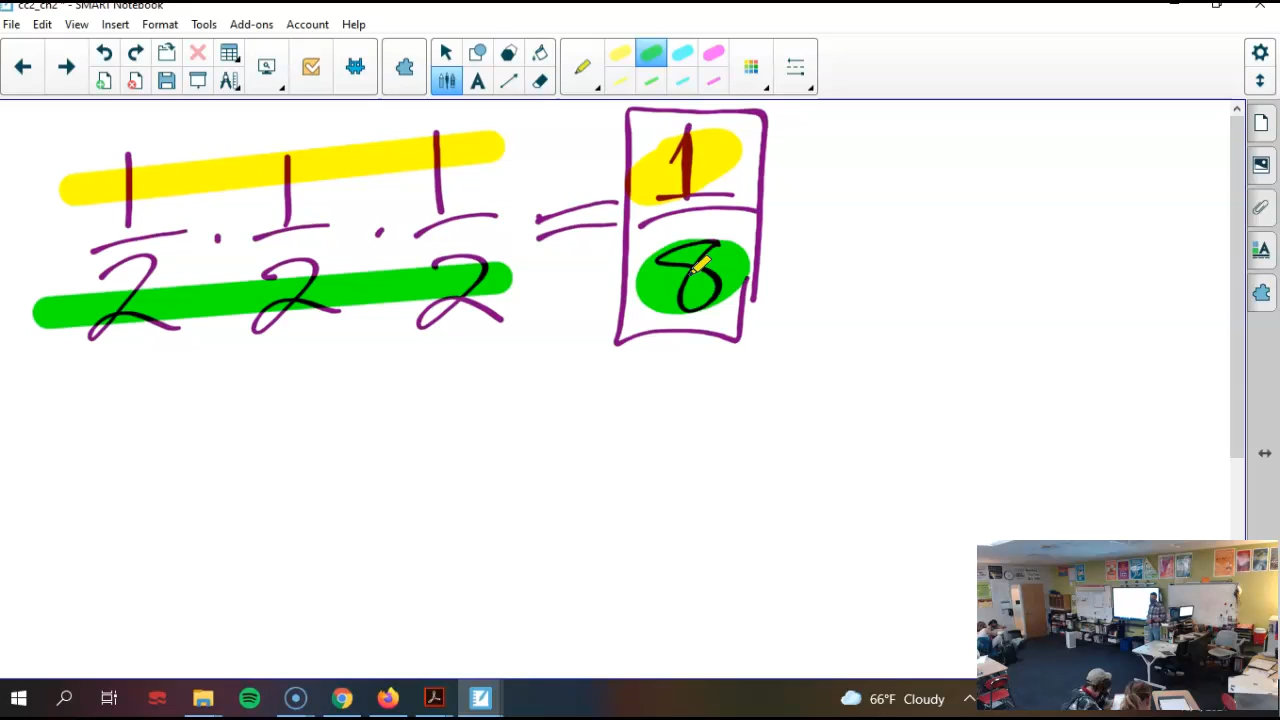 cc2_ch2 * - SMART Notebook
File Edit View Insert Format Tools Add-ons Account Help
1/2 · 1/2 · 1/2 = 1/8
66°F Cloudy